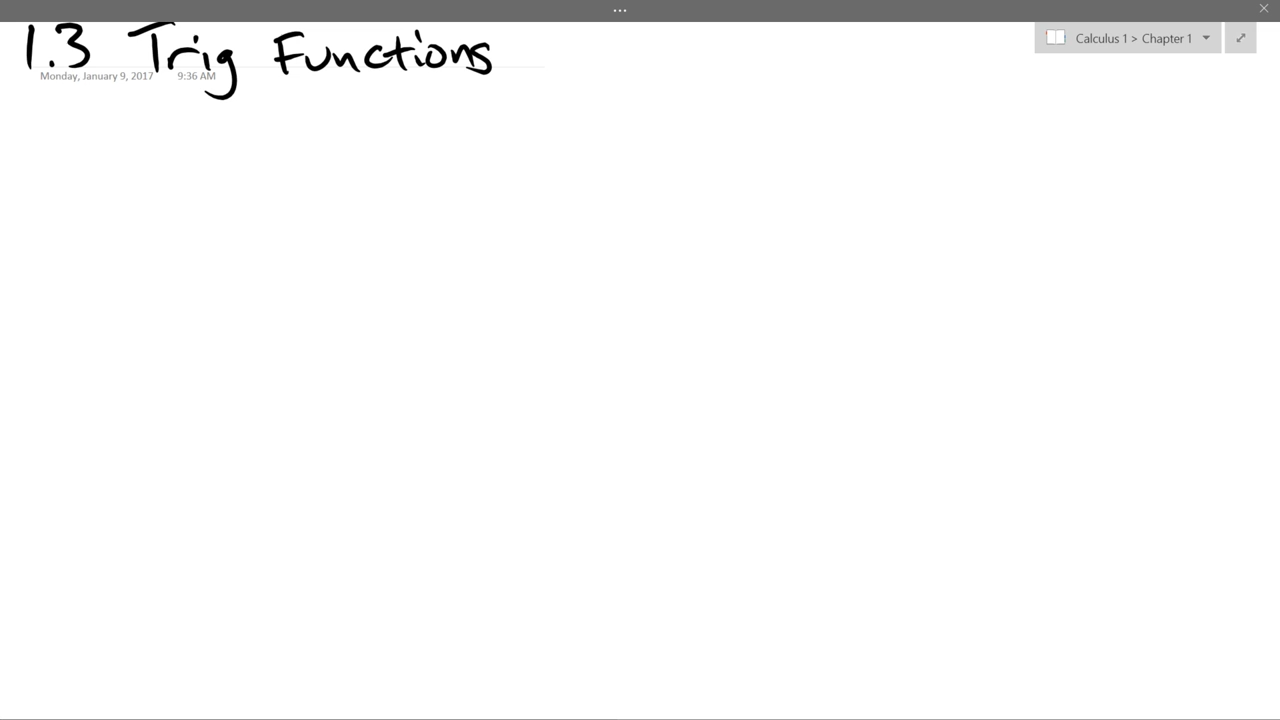 ...
Calculus 1 > Chapter 1
1.3 Trig Functions
Monday, January 9, 2017 9:36 AM